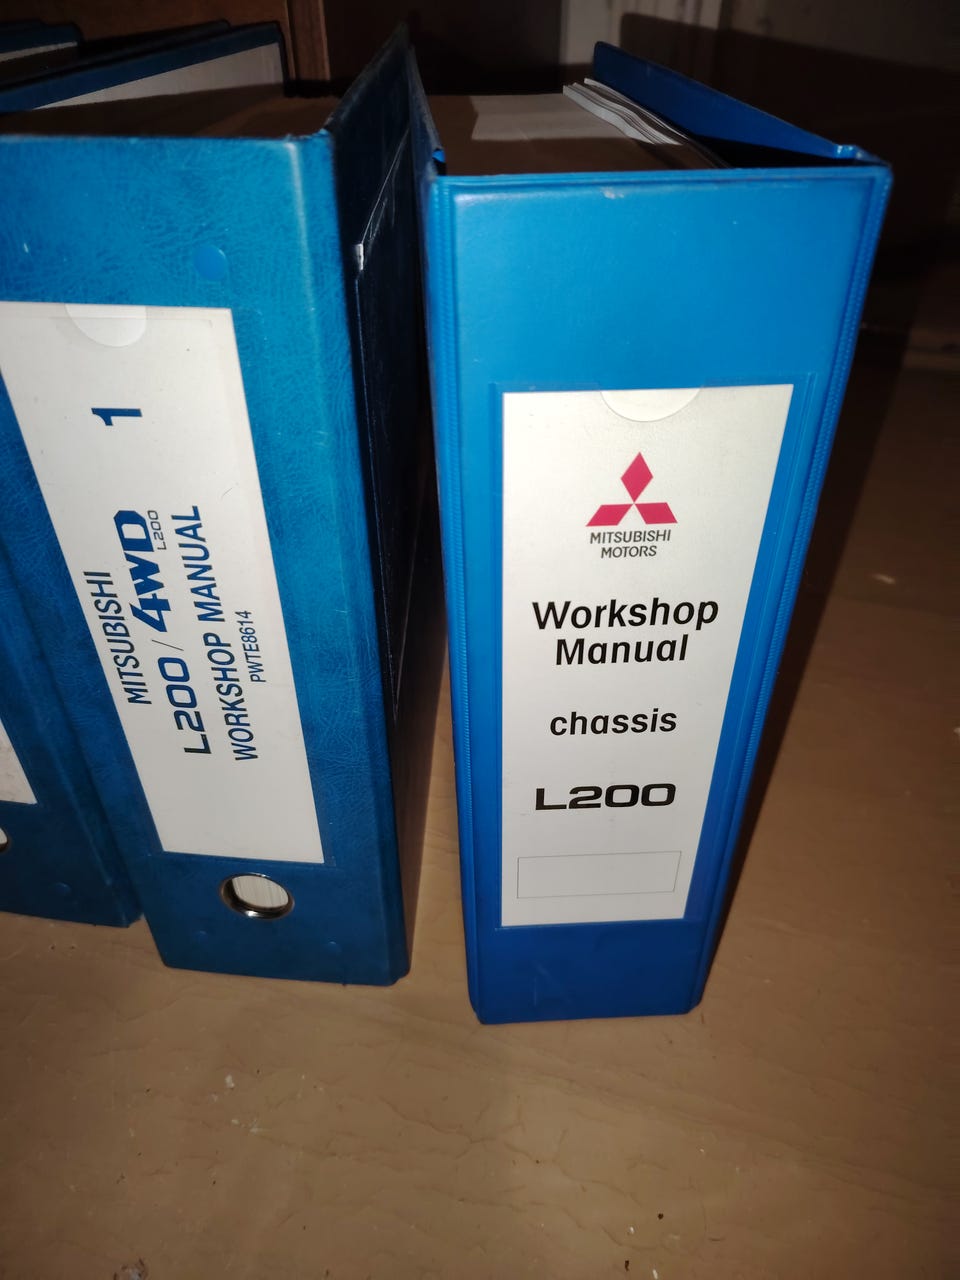 1
MITSUBISHI
L200 / 4WD L200
WORKSHOP MANUAL
PWTE8614
MITSUBISHI
MOTORS
Workshop
Manual
chassis
L200